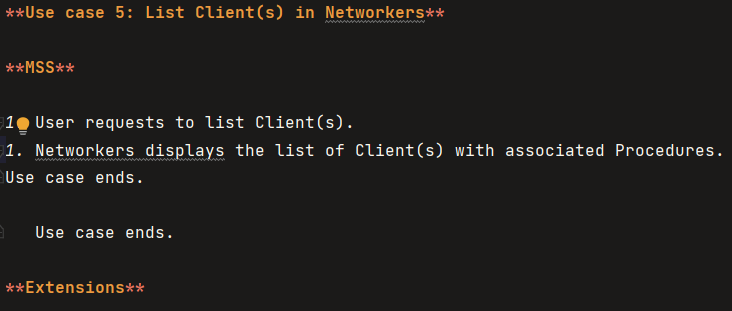 **Use case 5: List Client(s) in Networkers**
**MSS**
1. User requests to list Client(s).
1. Networkers displays the list of Client(s) with associated Procedures.
Use case ends.
Use case ends.
**Extensions**